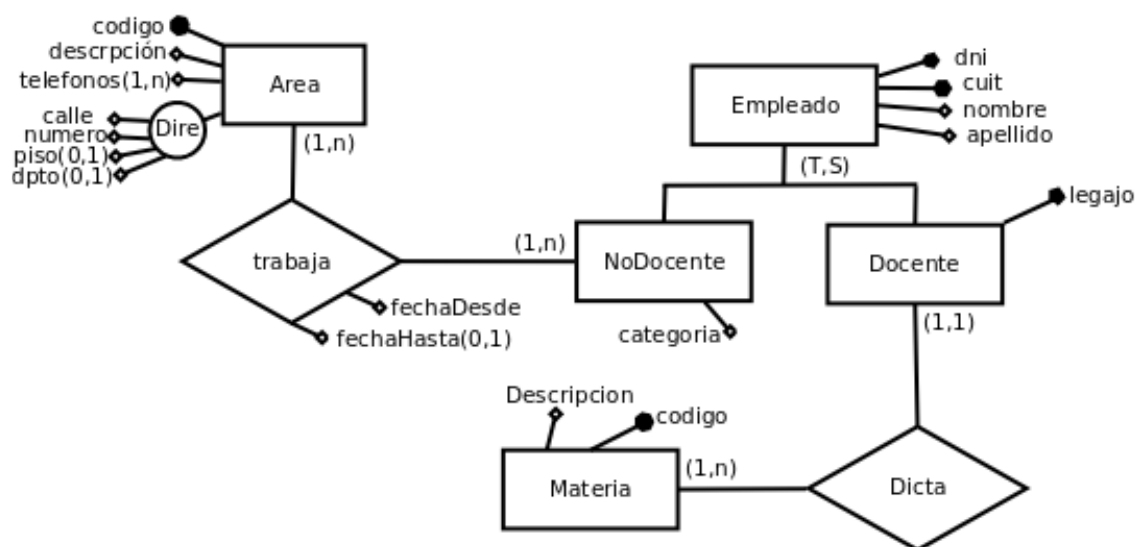 codigo
descrpción
telefonos(1,n)
Area
calle
numero
piso(0,1)
dpto(0,1)
Dire
(1,n)
trabaja
fechaDesde
fechaHasta(0,1)
(1,n)
Empleado
dni
cuit
nombre
apellido
(T,S)
NoDocente
categoria
Docente
legajo
(1,1)
Descripcion
codigo
Materia
(1,n)
Dicta